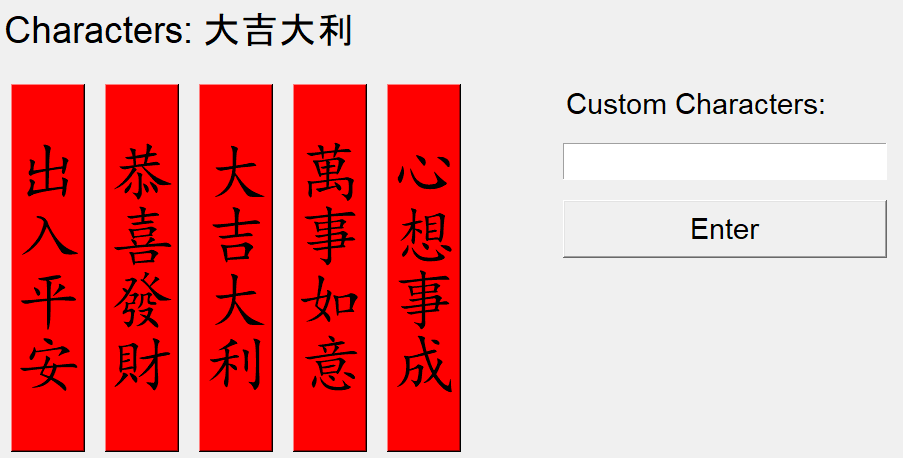 Characters: 大吉大利
出入平安
恭喜發財
大吉大利
萬事如意
心想事成
Custom Characters:
Enter